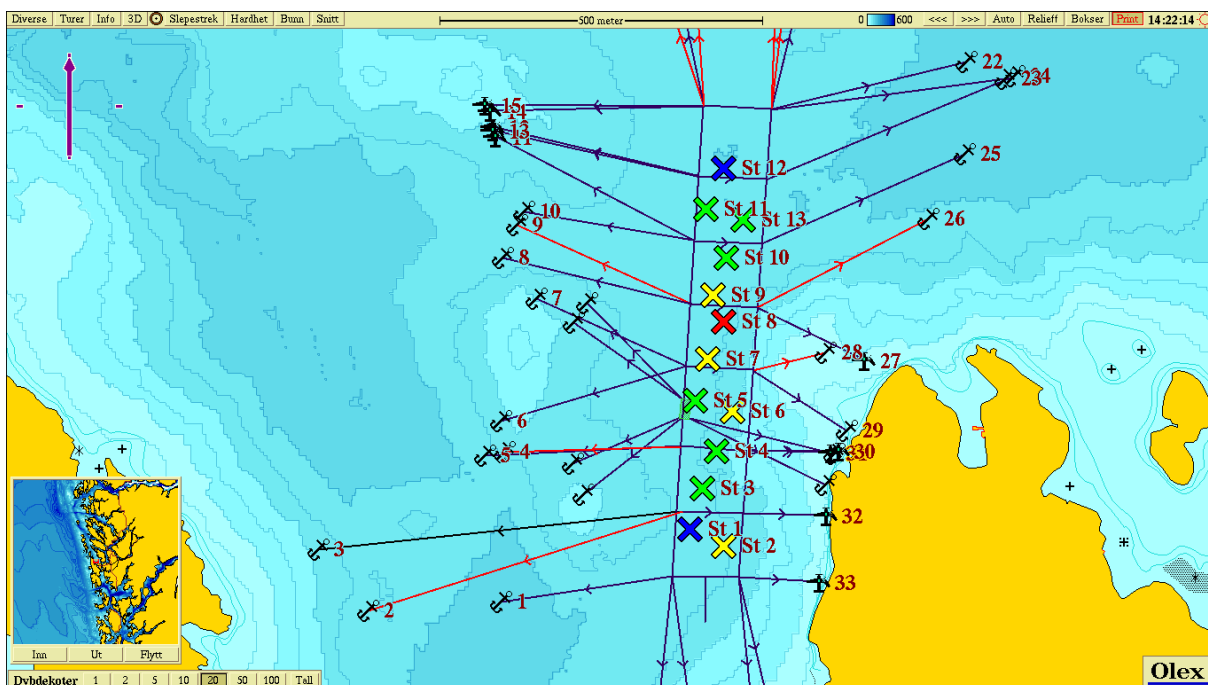 Diverse Turer Info 3D Slepestrek Hardhet Bunn Snitt 500 meter 0 600 <<< >>> Auto Relieff Bokser Print 14:22:14
22
24
23
15
14
13
11
25
St 12
10
9
St 11
St 13
26
8
St 10
7
St 9
St 8
28
27
St 7
6
St 5
St 6
29
5
4
St 4
30
St 3
32
3
St 1
St 2
2
1
33
Inn Ut Flytt
Olex
Dybdekoter 1 2 5 10 20 50 100 Tall